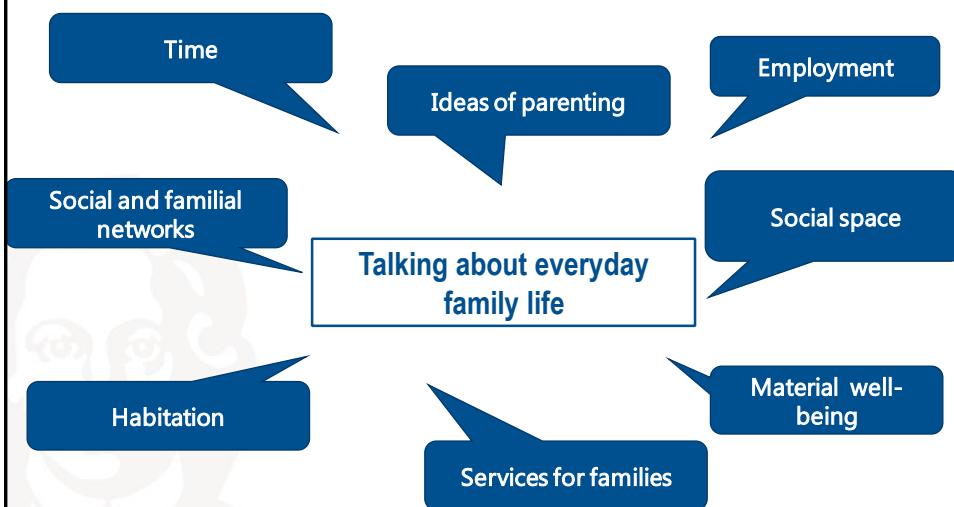 Time
Employment
Ideas of parenting
Social and familial
networks
Social space
Talking about everyday
family life
Habitation
Material well-
being
Services for families